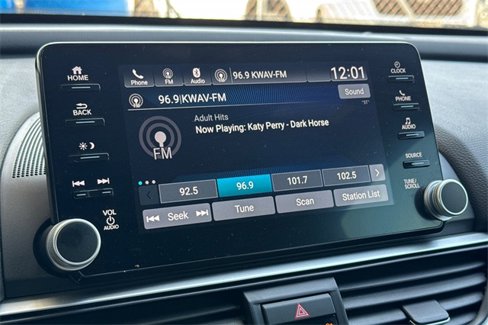 HOME
BACK
VOL
AUDIO
Phone
FM
Audio
96.9 KWAV-FM
12:01
96.9|KWAV-FM
Sound
Adult Hits
Now Playing: Katy Perry - Dark Horse
FM
92.5
96.9
101.7
102.5
Seek
Tune
Scan
Station List
CLOCK
PHONE
AUDIO
SOURCE
TUNE/
SCROLL